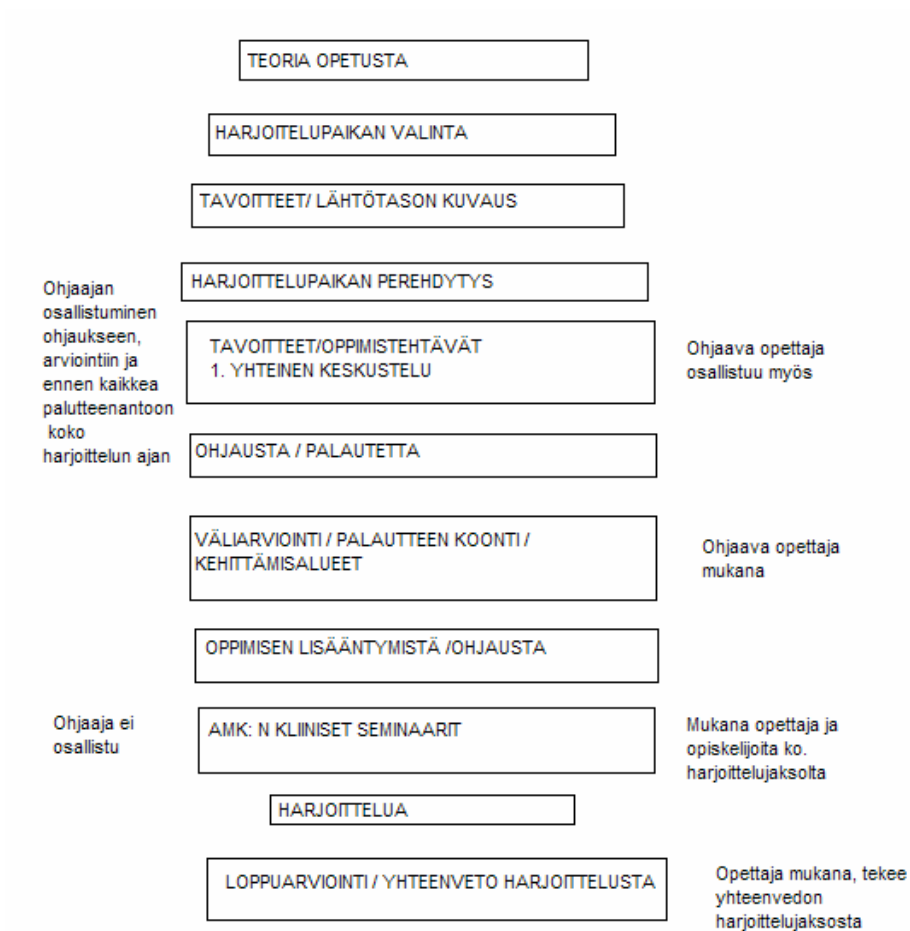 TEORIA OPETUSTA
HARJOITELUPAIKAN VALINTA
TAVOITTEET/ LÄHTÖTASON KUVAUS
HARJOITTELUPAIKAN PEREHDYTYS
Ohjaajan
osallistuminen
ohjaukseen,
arviointiin ja
ennen kaikkea
palutteenantoon
koko
harjoittelun ajan
TAVOITTEET/OPPIMISTEHTÄVÄT
1. YHTEINEN KESKUSTELU
Ohjaava opettaja
osallistuu myös
OHJAUSTA / PALAUTETTA
VÄLIARVIOINTI / PALAUTTEEN KOONTI /
KEHITTÄMISALUEET
Ohjaava opettaja
mukana
OPPIMISEN LISÄÄNTYMISTÄ /OHJAUSTA
Ohjaaja ei
osallistu
AMK: N KLIINISET SEMINAARIT
Mukana opettaja ja
opiskelijoita ko.
harjoittelujaksolta
HARJOITTELUA
LOPPUARVIOINTI / YHTEENVETO HARJOITTELUSTA
Opettaja mukana, tekee
yhteenvedon
harjoittelujaksosta